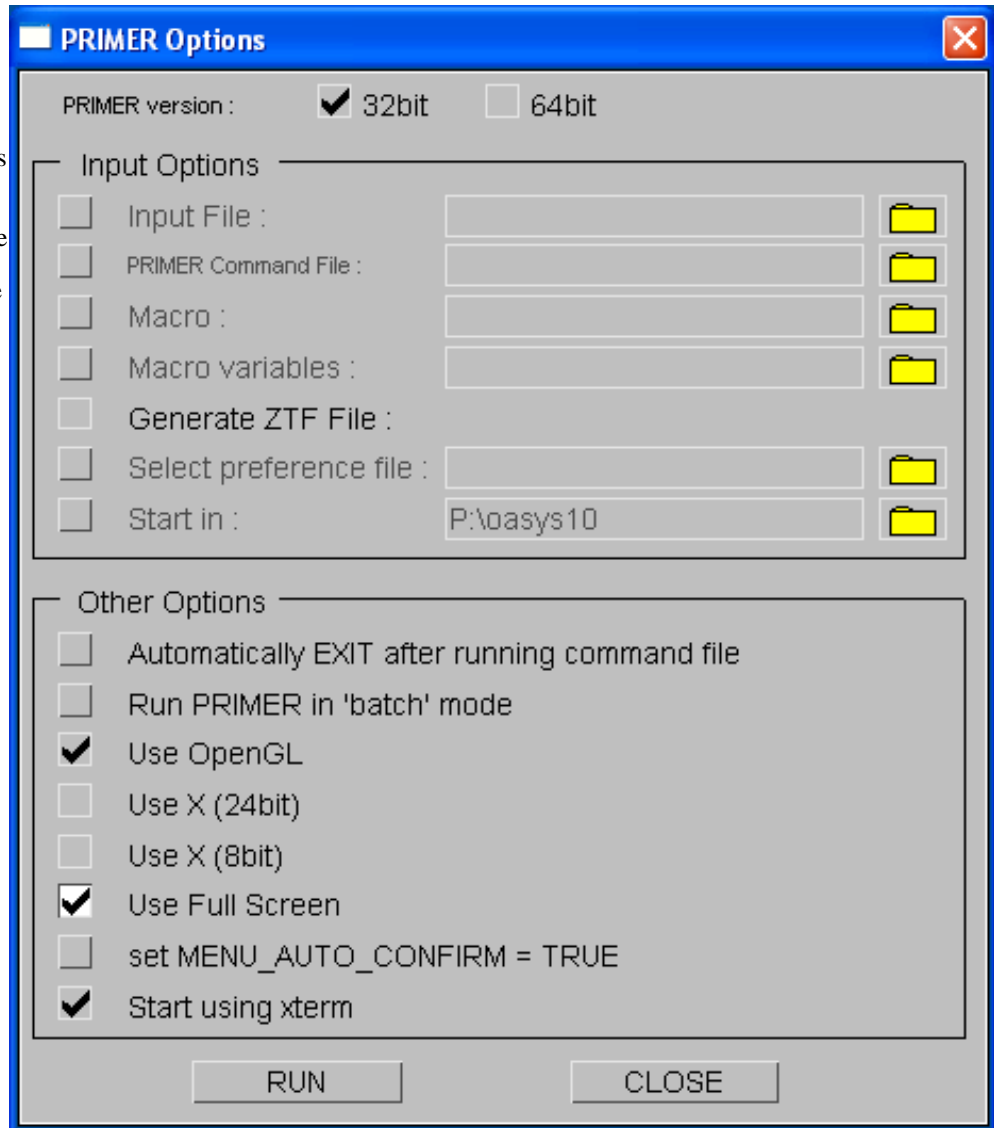 PRIMER Options
PRIMER version : 32bit 64bit
Input Options
Input File :
PRIMER Command File :
Macro :
Macro variables :
Generate ZTF File :
Select preference file :
Start in : P:\oasys10
Other Options
Automatically EXIT after running command file
Run PRIMER in 'batch' mode
Use OpenGL
Use X (24bit)
Use X (8bit)
Use Full Screen
set MENU_AUTO_CONFIRM = TRUE
Start using xterm
RUN CLOSE